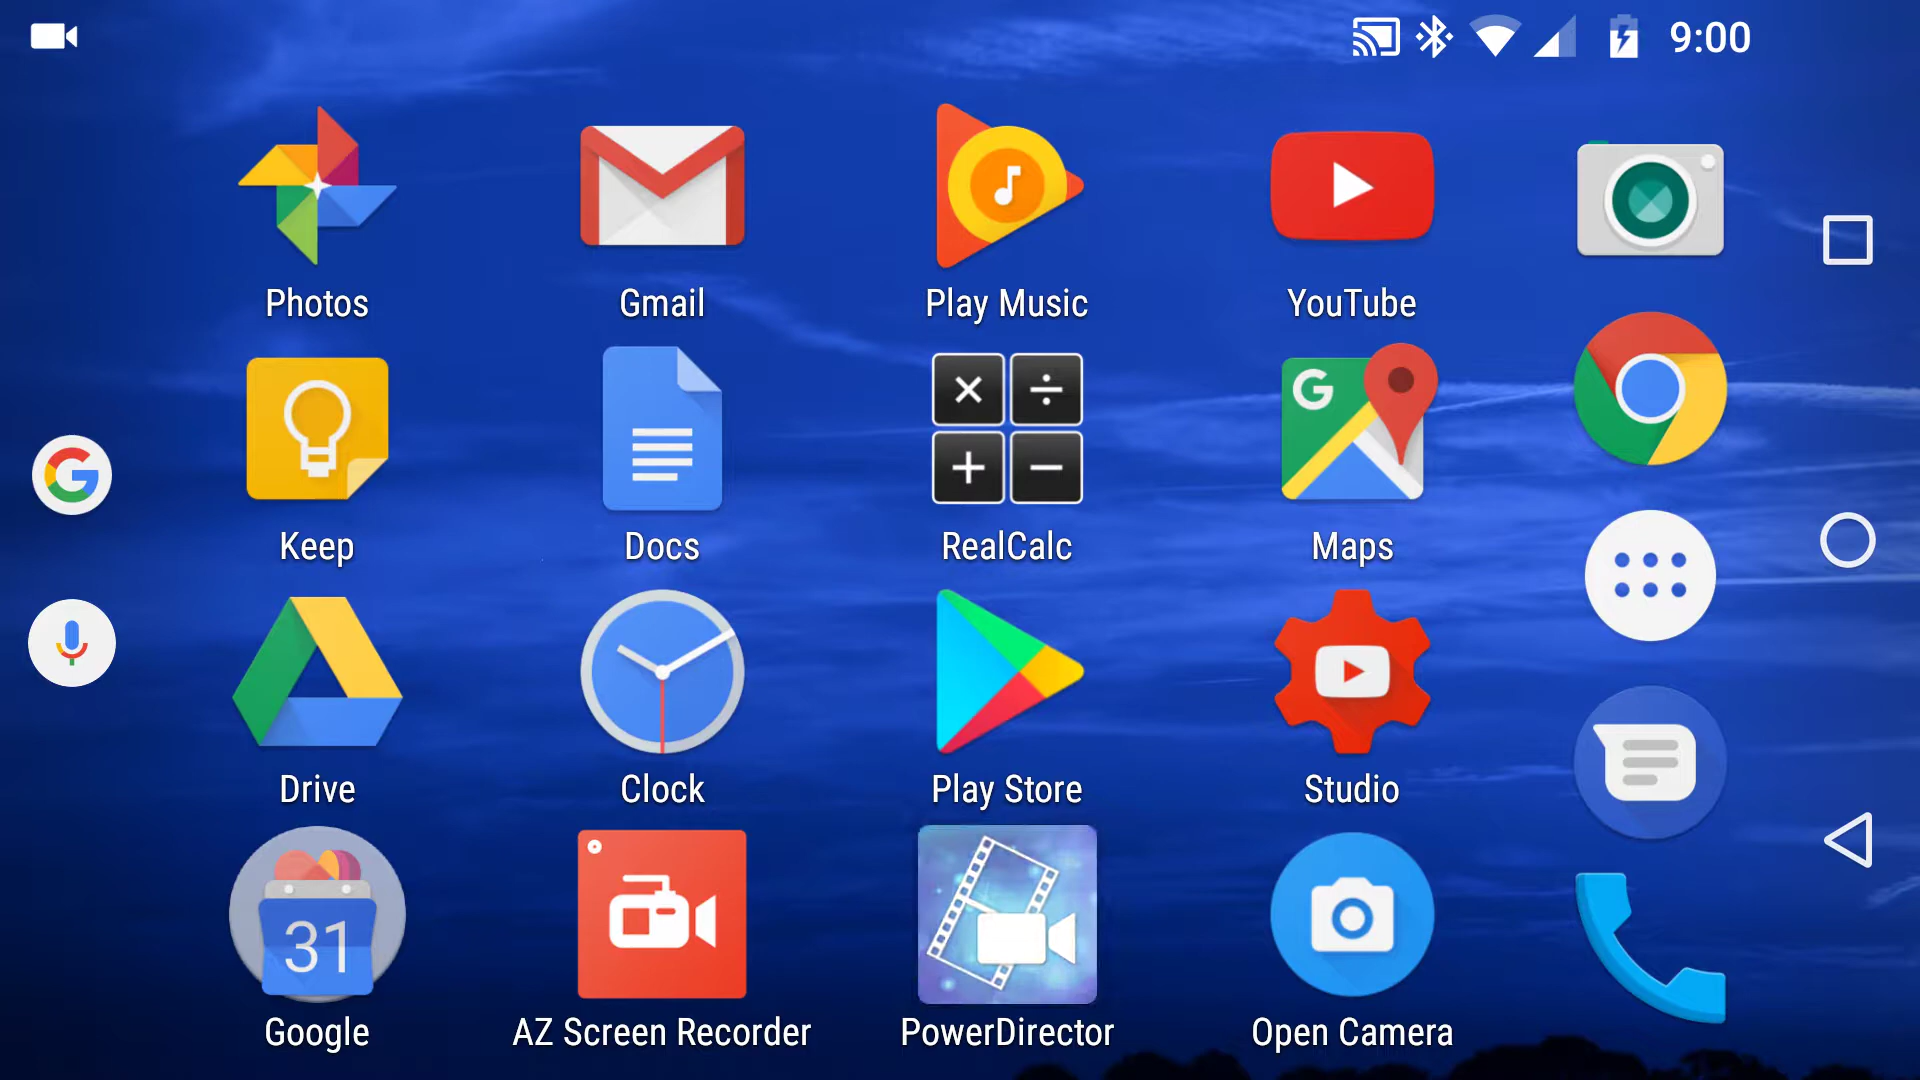 9:00
Photos
Gmail
Play Music
YouTube
Keep
Docs
RealCalc
Maps
Drive
Clock
Play Store
Studio
31
Google
AZ Screen Recorder
PowerDirector
Open Camera